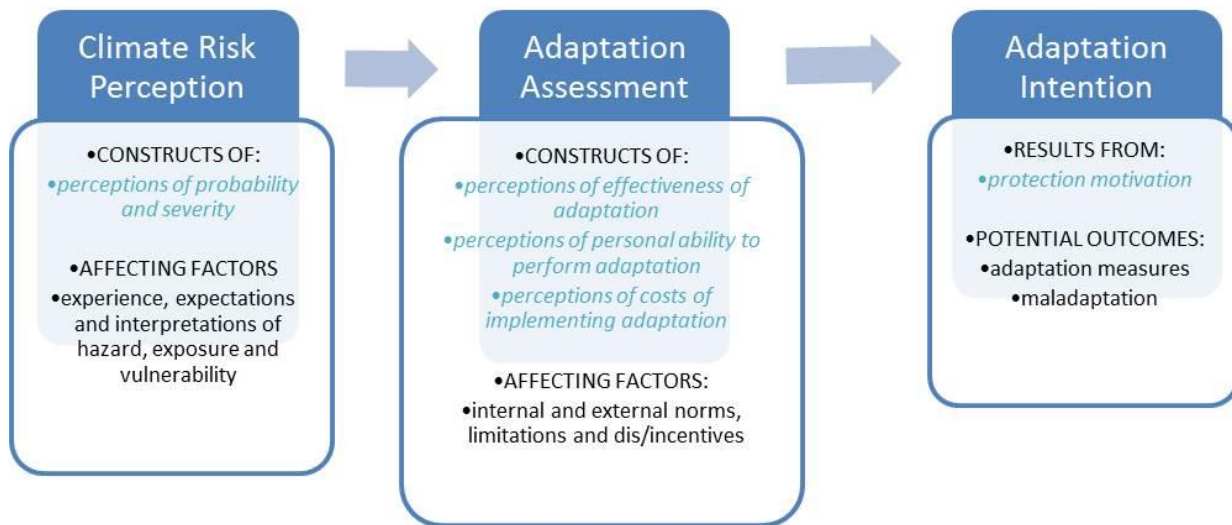 Climate Risk
Perception
•CONSTRUCTS OF:
•perceptions of probability
and severity
•AFFECTING FACTORS
•experience, expectations
and interpretations of
hazard, exposure and
vulnerability
Adaptation
Assessment
•CONSTRUCTS OF:
•perceptions of effectiveness of
adaptation
•perceptions of personal ability to
perform adaptation
•perceptions of costs of
implementing adaptation
•AFFECTING FACTORS:
•internal and external norms,
limitations and dis/incentives
Adaptation
Intention
•RESULTS FROM:
•protection motivation
•POTENTIAL OUTCOMES:
•adaptation measures
•maladaptation